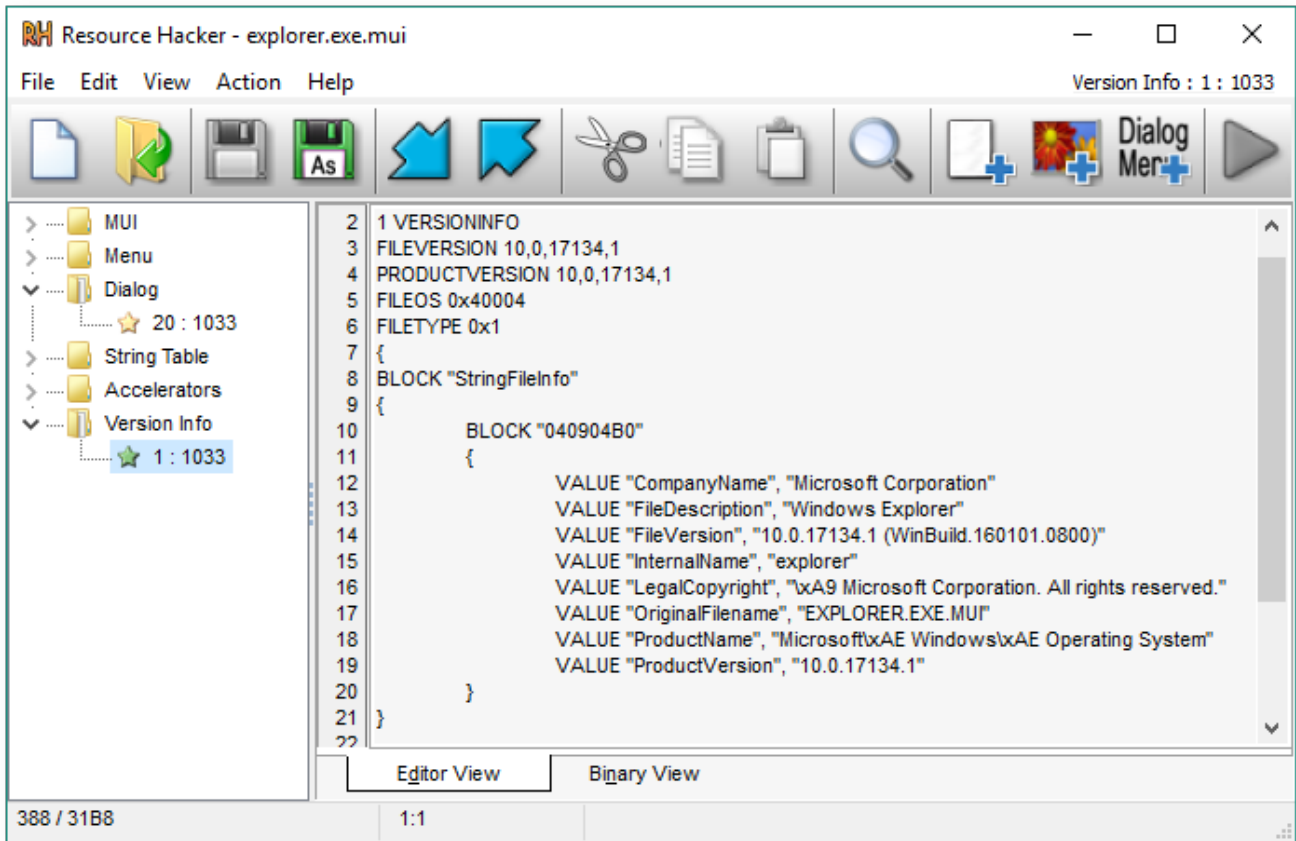 RH Resource Hacker - explorer.exe.mui
File Edit View Action Help Version Info : 1 : 1033
As
Dialog
Menu
MUI
Menu
Dialog
20 : 1033
String Table
Accelerators
Version Info
1 : 1033
2 1 VERSIONINFO
3 FILEVERSION 10,0,17134,1
4 PRODUCTVERSION 10,0,17134,1
5 FILEOS 0x40004
6 FILETYPE 0x1
7 {
8 BLOCK "StringFileInfo"
9 {
10 BLOCK "040904B0"
11 {
12 VALUE "CompanyName", "Microsoft Corporation"
13 VALUE "FileDescription", "Windows Explorer"
14 VALUE "FileVersion", "10.0.17134.1 (WinBuild.160101.0800)"
15 VALUE "InternalName", "explorer"
16 VALUE "LegalCopyright", "\xA9 Microsoft Corporation. All rights reserved."
17 VALUE "OriginalFilename", "EXPLORER.EXE.MUI"
18 VALUE "ProductName", "Microsoft\xAE Windows\xAE Operating System"
19 VALUE "ProductVersion", "10.0.17134.1"
20 }
21 }
22
Editor View Binary View
388 / 31B8 1:1